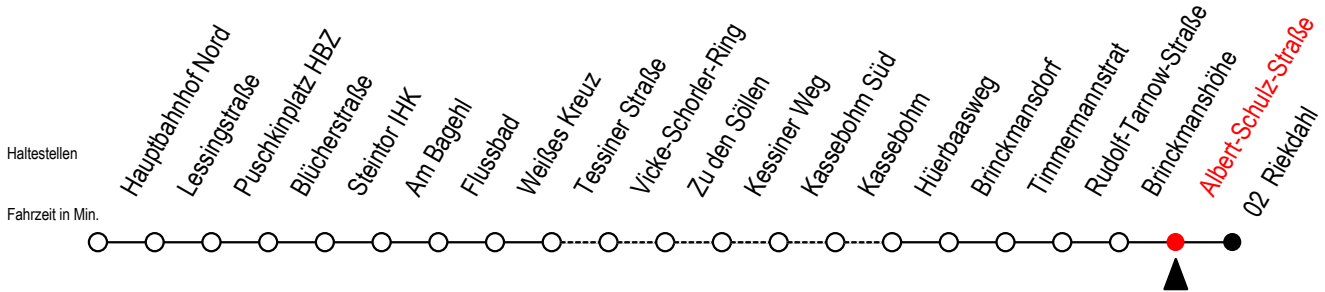 Haltestellen
Fahrzeit in Min.
Hauptbahnhof Nord
Lessingstraße
Puschkinplatz HBZ
Blücherstraße
Steintor IHK
Am Bagehl
Flussbad
Weißes Kreuz
Tessiner Straße
Vicke-Schorler-Ring
Zu den Söllen
Kessiner Weg
Kassebohm Süd
Kassebohm
Hüerbaasweg
Brinckmansdorf
Timmermannstrat
Rudolf-Tarnow-Straße
Brinckmanshöhe
Albert-Schulz-Straße
02 Riekdahl